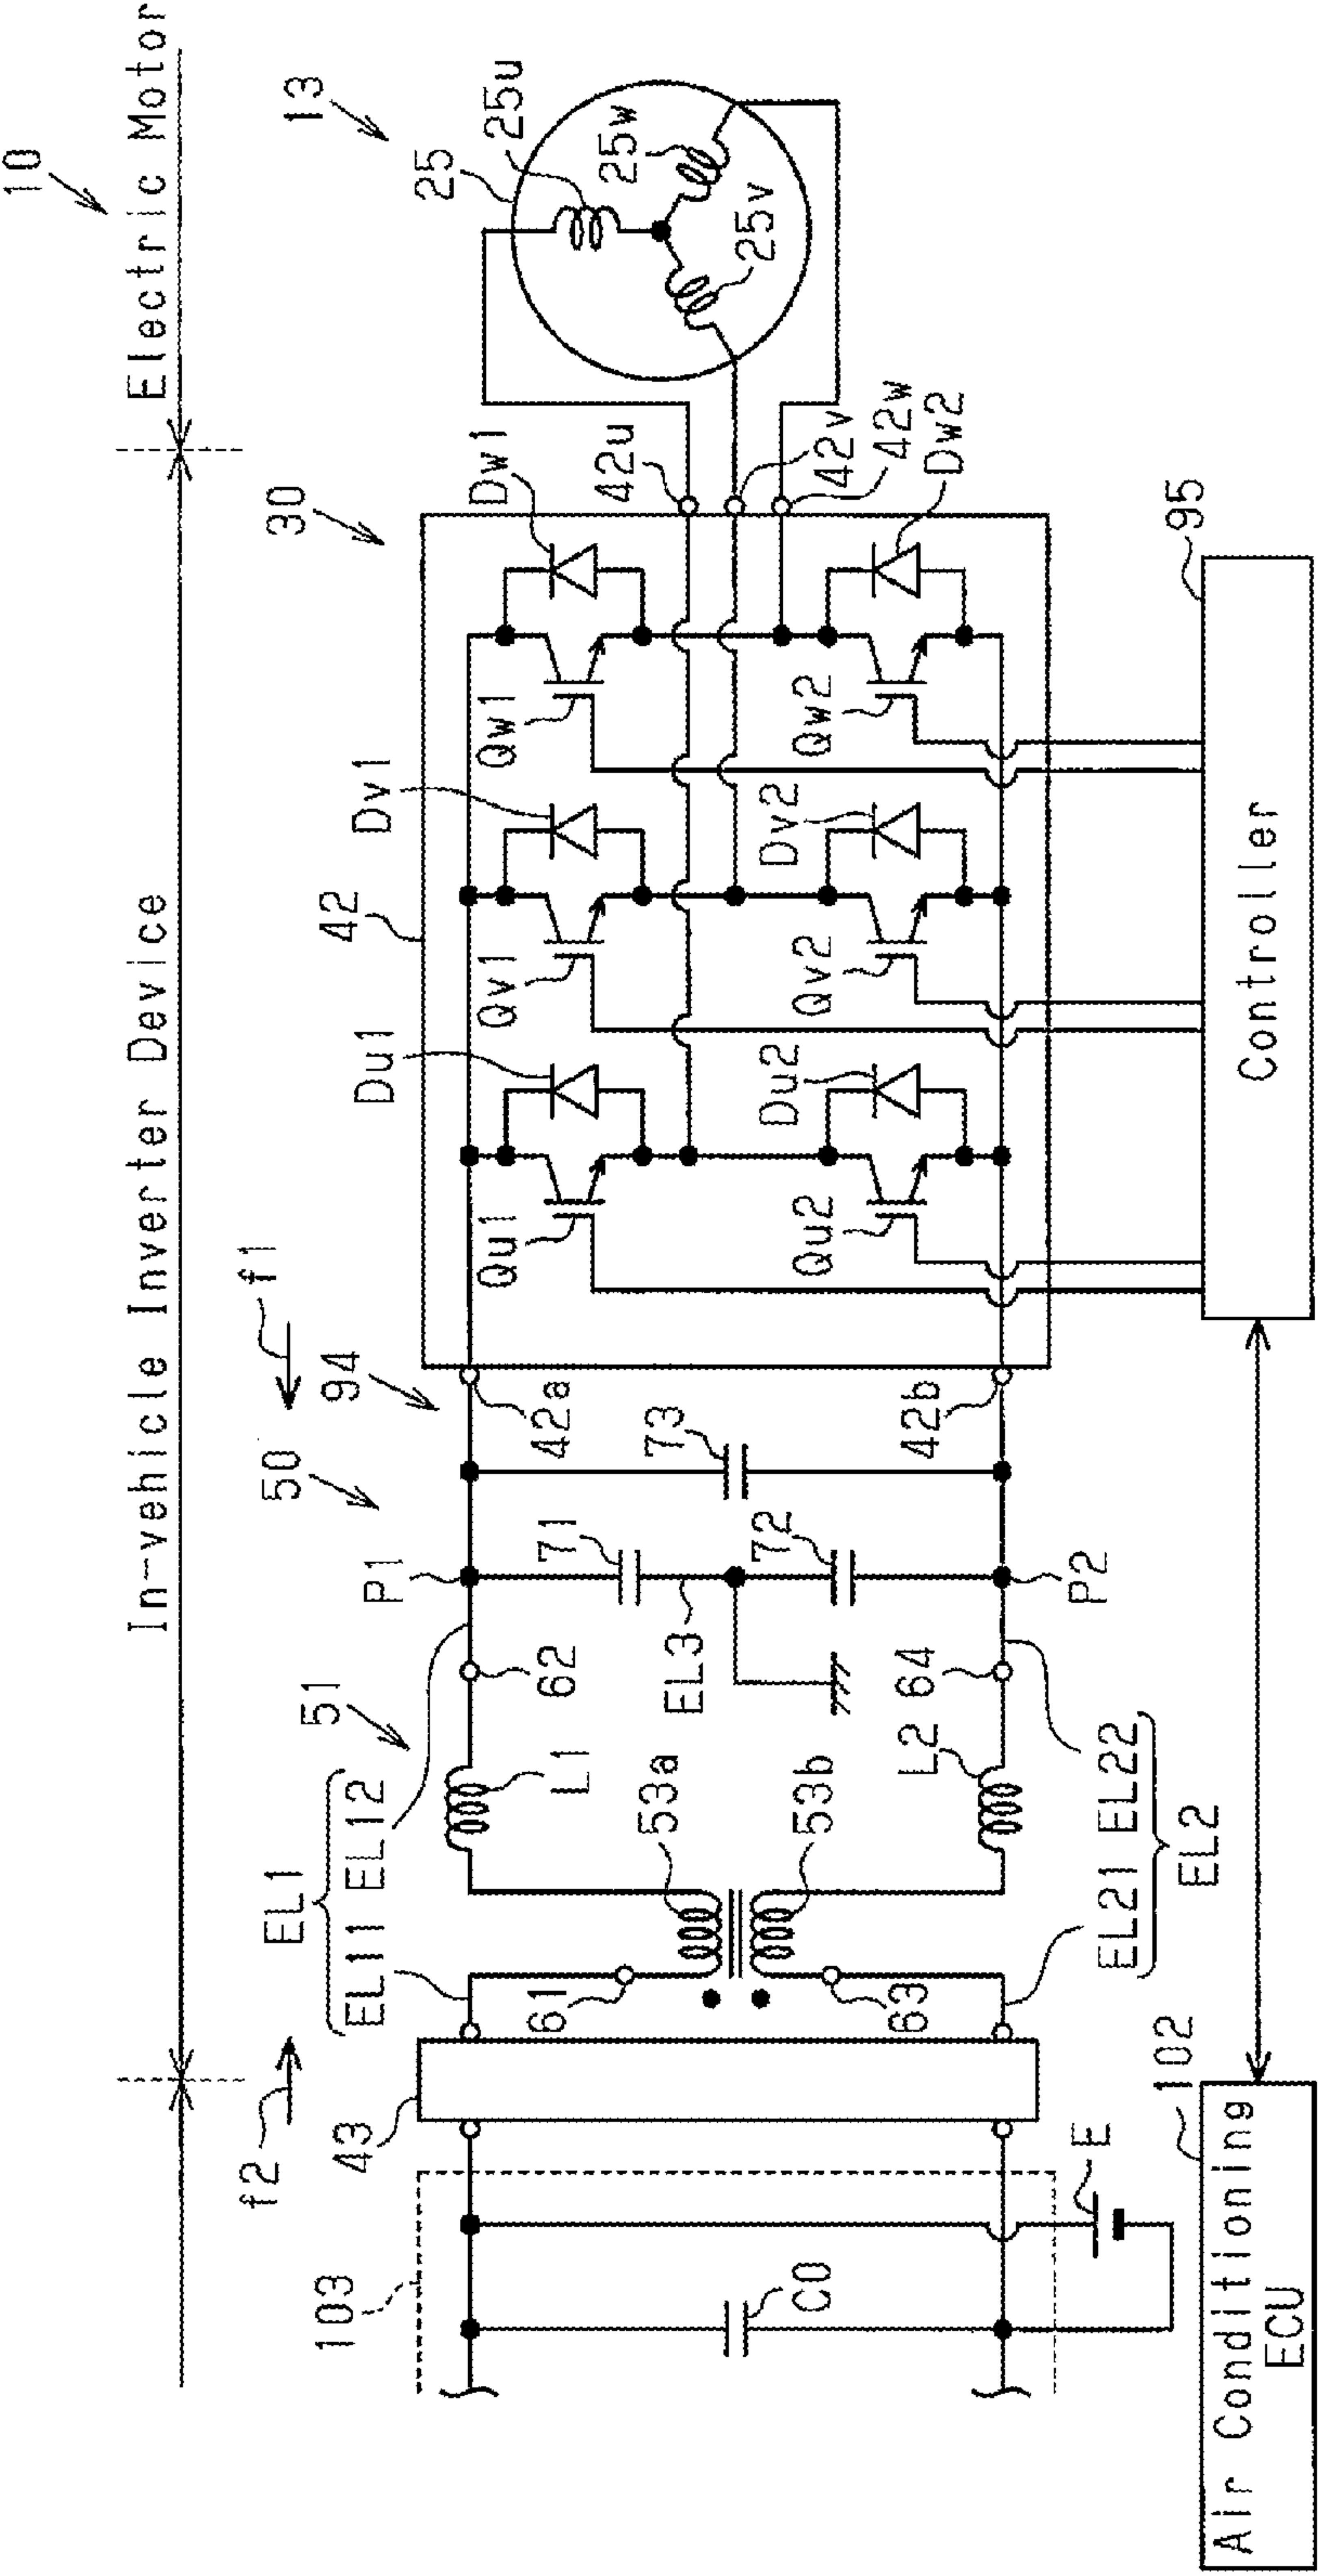 10
Electric Motor
In-vehicle Inverter Device
13
25
25u
25w
25v
30
42u
42v
42w
Dw1
Dw2
Qw1
Qw2
Dv1
Dv2
42
Qv1
Qv2
Du1
Du2
Qu1
Qu2
95
Controller
f1
94
42a
42b
50
73
P1
71
72
P2
EL3
62
64
51
L1
L2
EL1
EL11 EL12
53a
53b
EL21 EL22
EL2
61
63
f2
43
103
C0
E
102
Air Conditioning
ECU